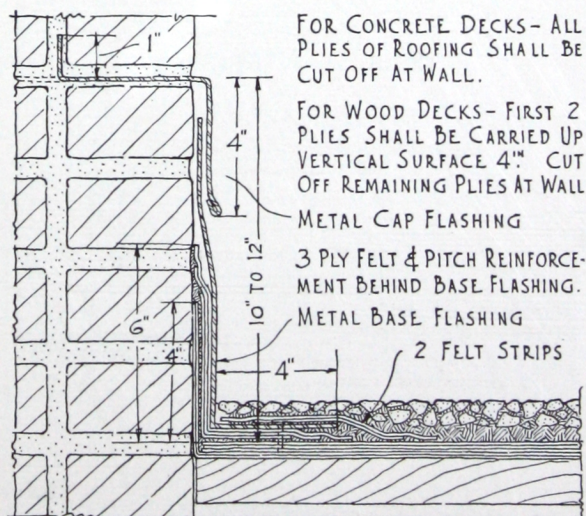 FOR CONCRETE DECKS - ALL
PLIES OF ROOFING SHALL BE
CUT OFF AT WALL.
FOR WOOD DECKS - FIRST 2
PLIES SHALL BE CARRIED UP
VERTICAL SURFACE 4". CUT
OFF REMAINING PLIES AT WALL
METAL CAP FLASHING
3 PLY FELT & PITCH REINFORCE-
MENT BEHIND BASE FLASHING.
METAL BASE FLASHING
2 FELT STRIPS
1"
4"
10" TO 12"
6"
4"
4"